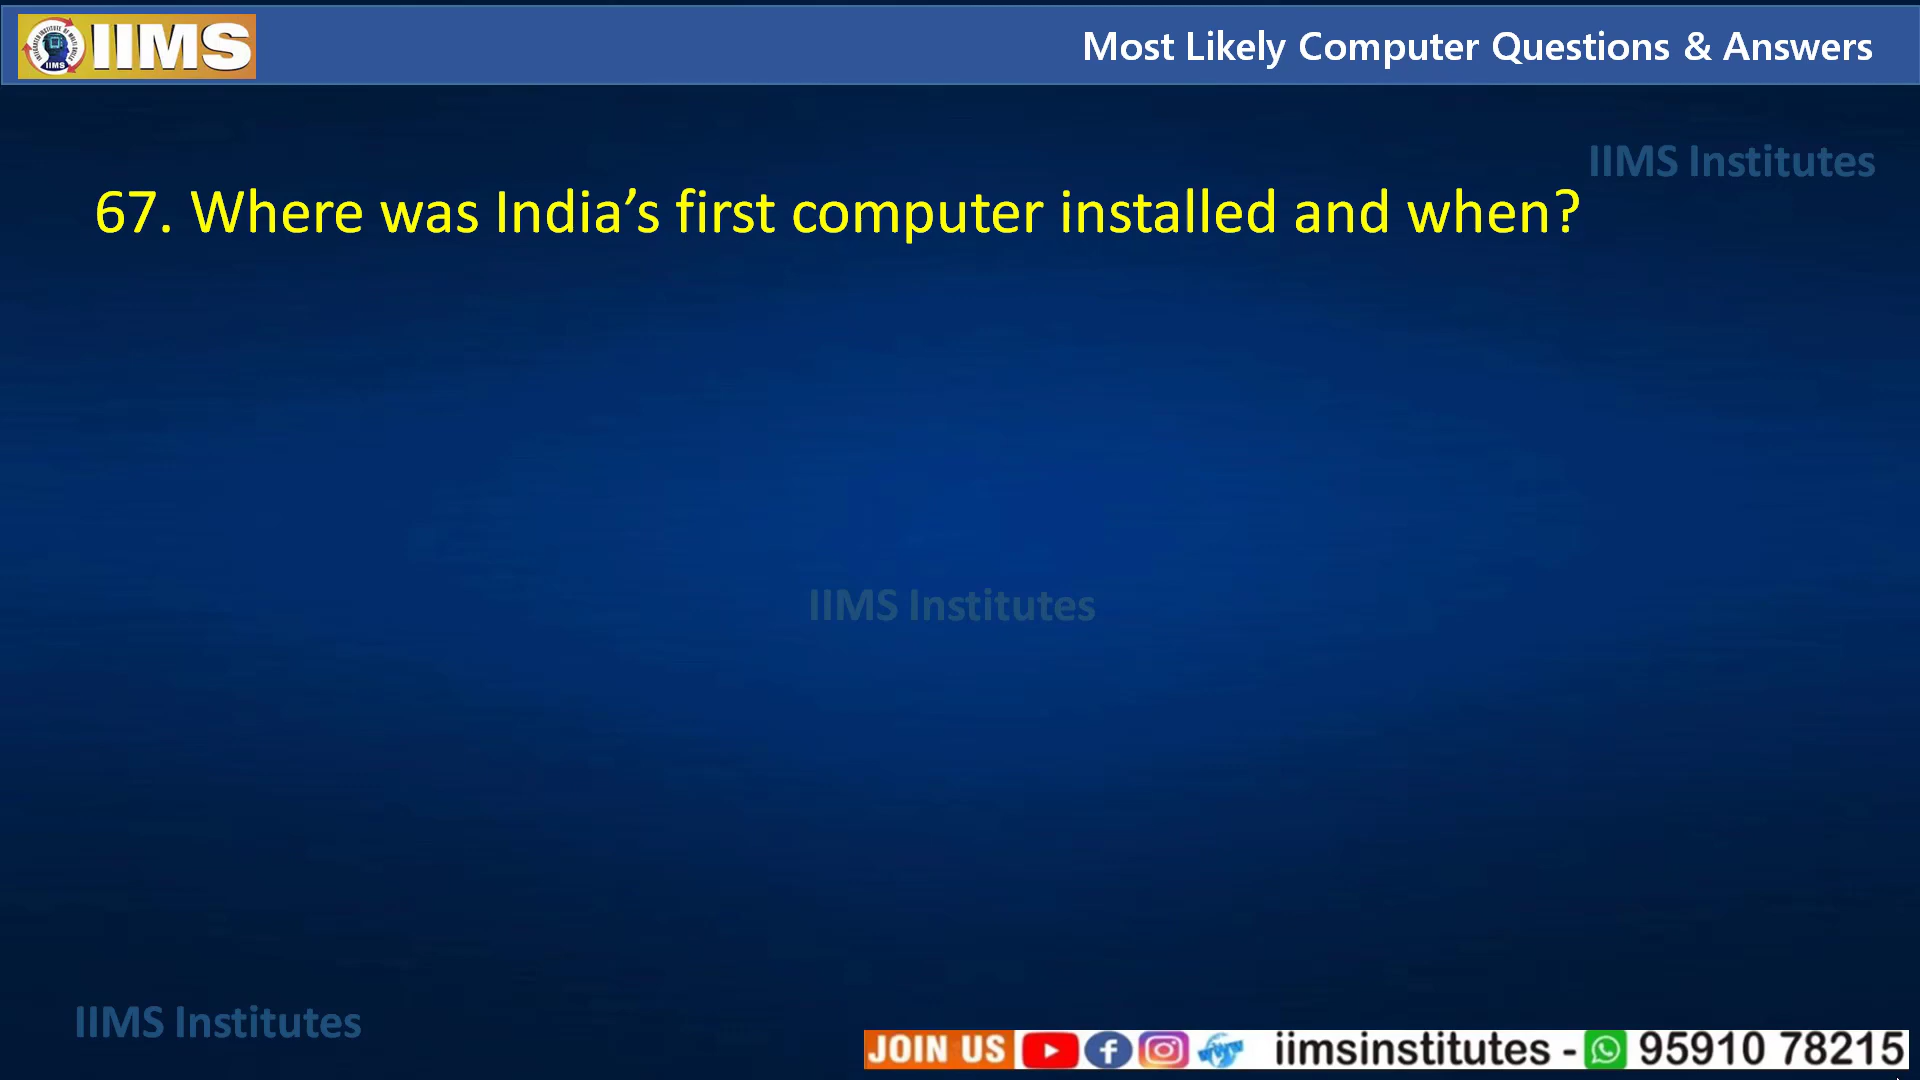 IIMS
IIMS
Most Likely Computer Questions & Answers
IIMS Institutes
67. Where was India’s first computer installed and when?
IIMS Institutes
IIMS Institutes
JOIN US
iimsinstitutes - 95910 78215